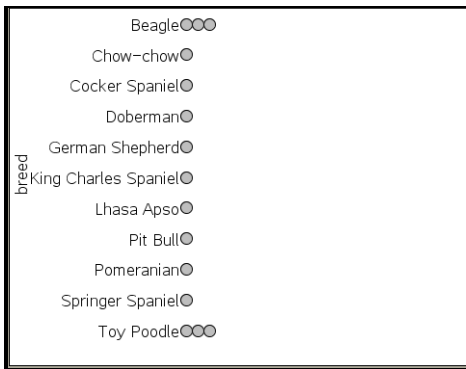 Beagle
Chow-chow
Cocker Spaniel
Doberman
German Shepherd
breed
King Charles Spaniel
Lhasa Apso
Pit Bull
Pomeranian
Springer Spaniel
Toy Poodle